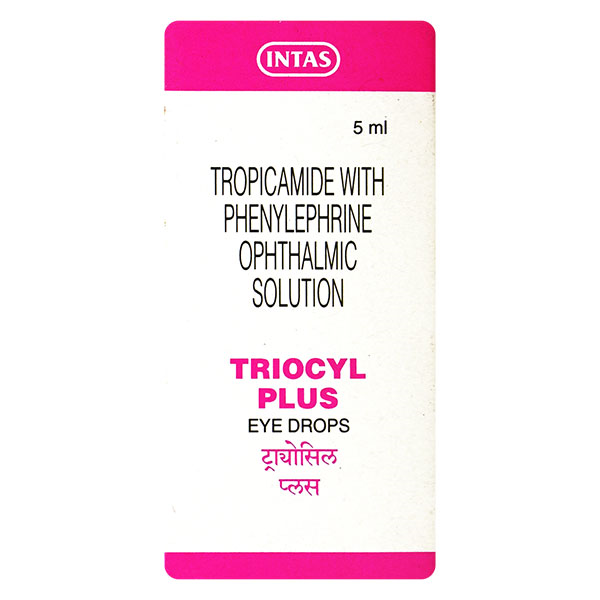 INTAS
5 ml
TROPICAMIDE WITH
PHENYLEPHRINE
OPHTHALMIC
SOLUTION
TRIOCYL
PLUS
EYE DROPS
ट्रायोसिल
प्लस